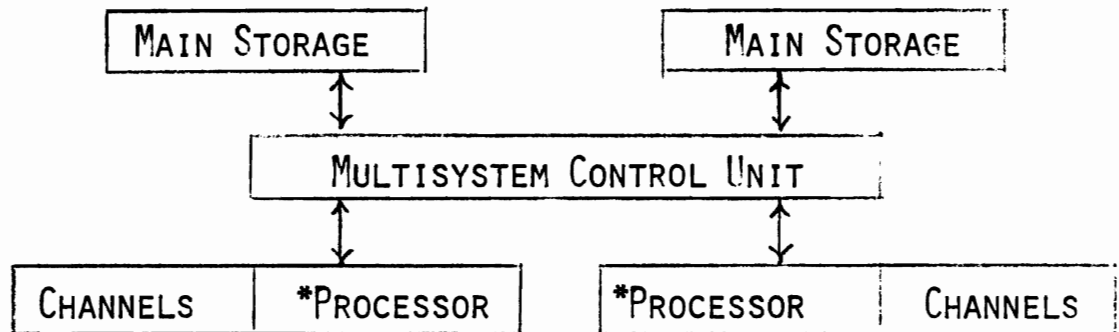 MAIN STORAGE MAIN STORAGE
MULTISYSTEM CONTROL UNIT
CHANNELS *PROCESSOR *PROCESSOR CHANNELS